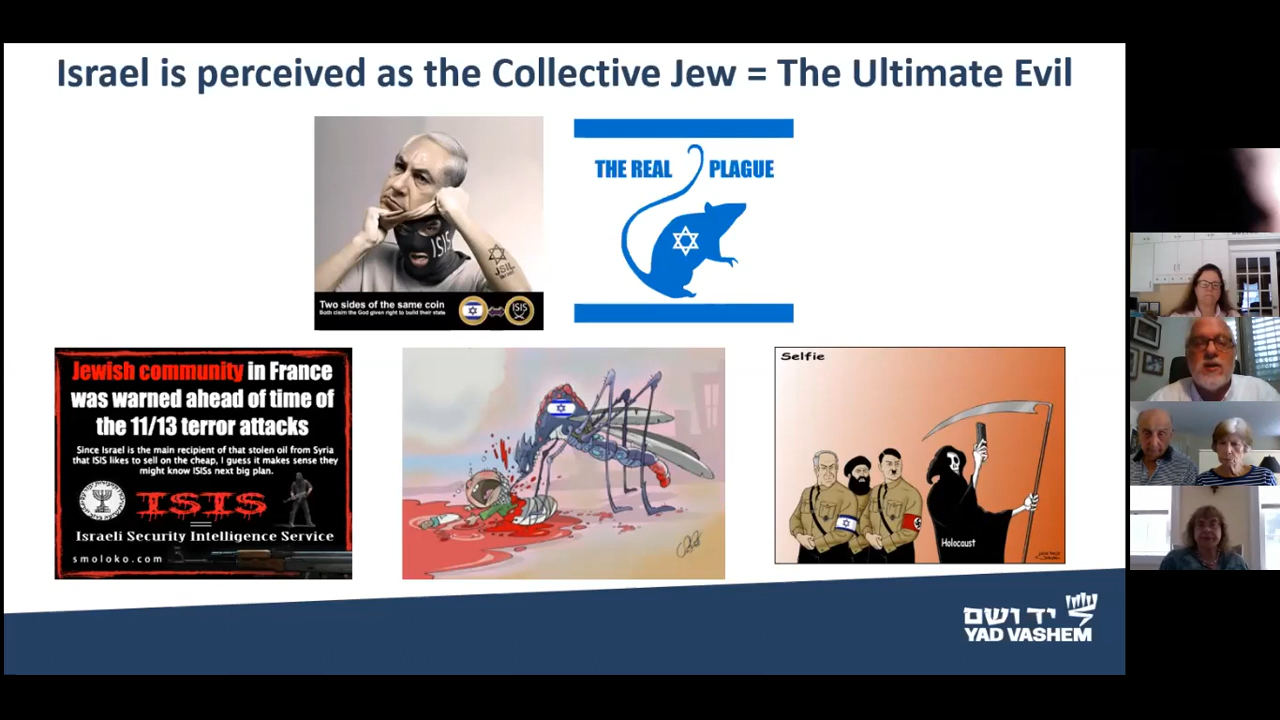 Israel is perceived as the Collective Jew = The Ultimate Evil
ISIS
JSIL
Two sides of the same coin
Both claim the God given right to build their state
ISIS
THE REAL PLAGUE
Jewish community in France
was warned ahead of time of
the 11/13 terror attacks
Since Israel is the main recipient of that stolen oil from Syria
that ISIS likes to sell on the cheap, I guess it makes sense they
might know ISISs next big plan.
ISIS
=
Israeli Security Intelligence Service
smoloko.com
Selfie
Holocaust
יד ושם
YAD VASHEM